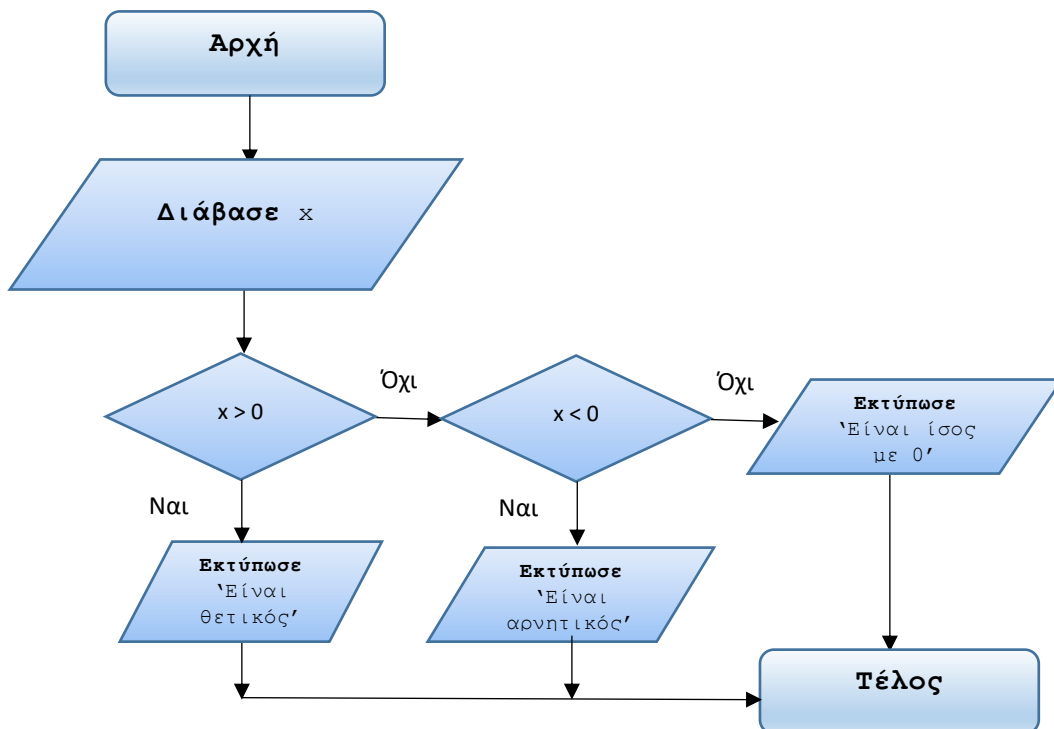 Αρχή
Διάβασε x
x > 0
Όχι
x < 0
Όχι
Εκτύπωσε
‘Είναι ίσος
με 0’
Ναι
Εκτύπωσε
‘Είναι
θετικός’
Ναι
Εκτύπωσε
‘Είναι
αρνητικός’
Τέλος